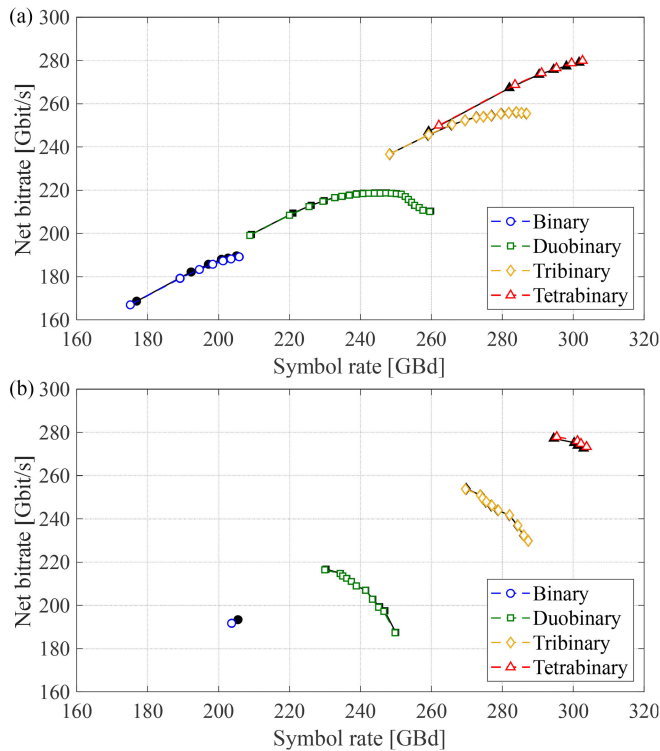 (a)
300
280
260
240
220
200
180
160
Net bitrate [Gbit/s]
Binary
Duobinary
Tribinary
Tetrabinary
160 180 200 220 240 260 280 300 320
Symbol rate [GBd]
(b)
300
280
260
240
220
200
180
160
Net bitrate [Gbit/s]
Binary
Duobinary
Tribinary
Tetrabinary
160 180 200 220 240 260 280 300 320
Symbol rate [GBd]